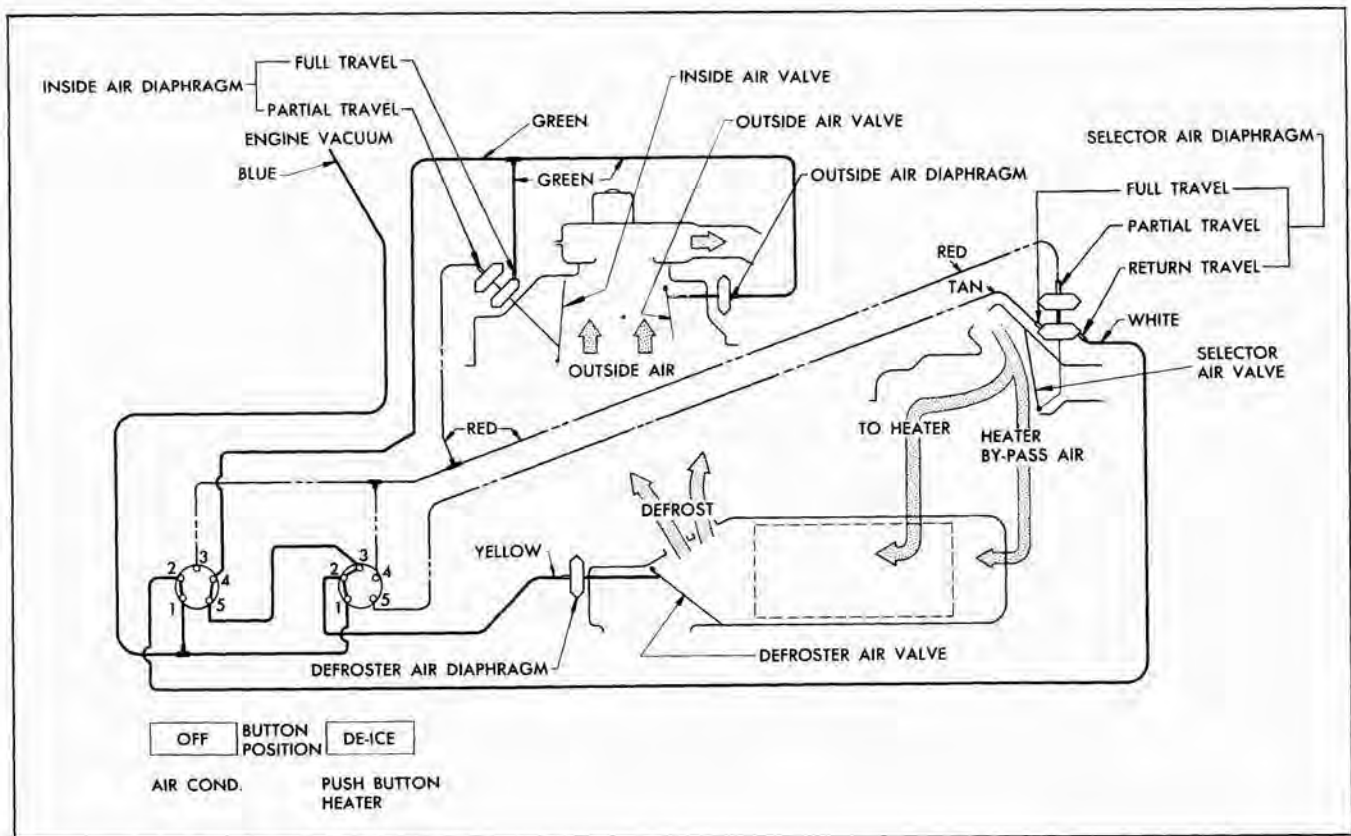 FULL TRAVEL
INSIDE AIR DIAPHRAGM
PARTIAL TRAVEL
ENGINE VACUUM
BLUE
GREEN
GREEN
INSIDE AIR VALVE
OUTSIDE AIR VALVE
OUTSIDE AIR DIAPHRAGM
SELECTOR AIR DIAPHRAGM
FULL TRAVEL
PARTIAL TRAVEL
RETURN TRAVEL
RED
TAN
WHITE
SELECTOR
AIR VALVE
OUTSIDE AIR
RED
TO HEATER
HEATER
BY-PASS AIR
DEFROST
YELLOW
2 3 4
1 5
2 3 4
1 5
DEFROSTER AIR DIAPHRAGM
DEFROSTER AIR VALVE
OFF
BUTTON
POSITION
DE-ICE
AIR COND.
PUSH BUTTON
HEATER